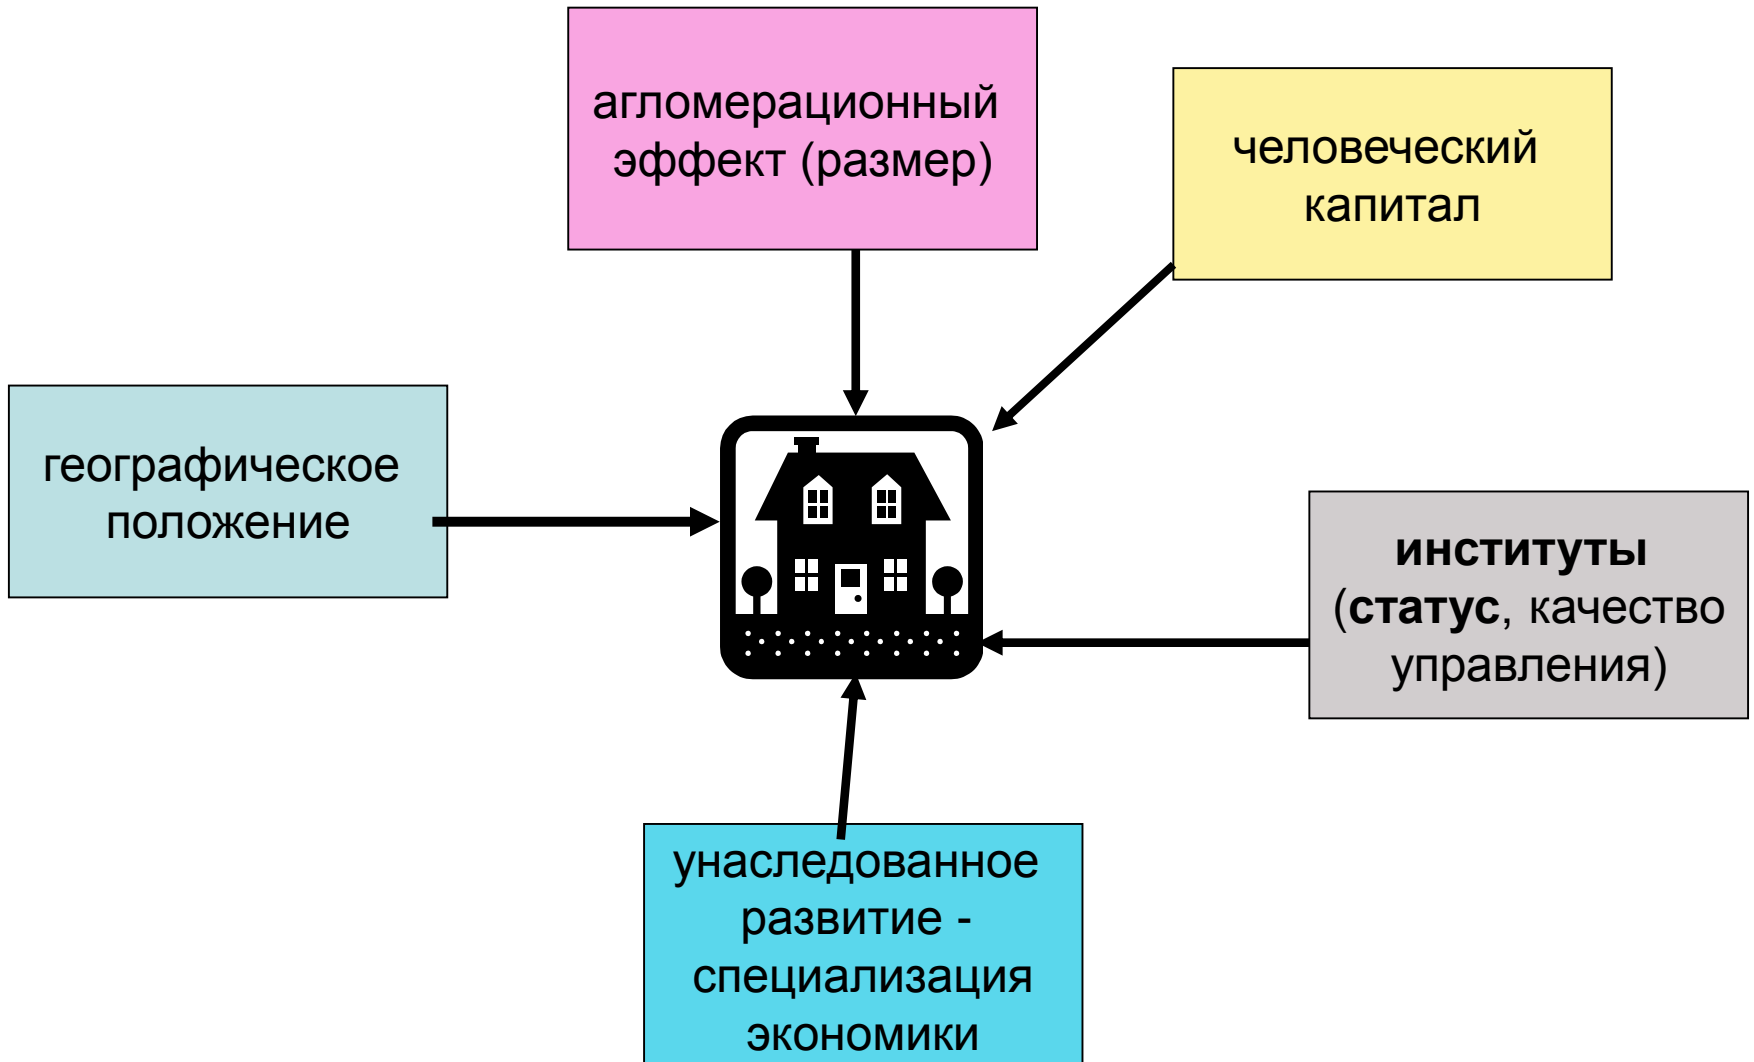 агломерационный
эффект (размер)
человеческий
капитал
географическое
положение
институты
(статус, качество
управления)
унаследованное
развитие -
специализация
экономики